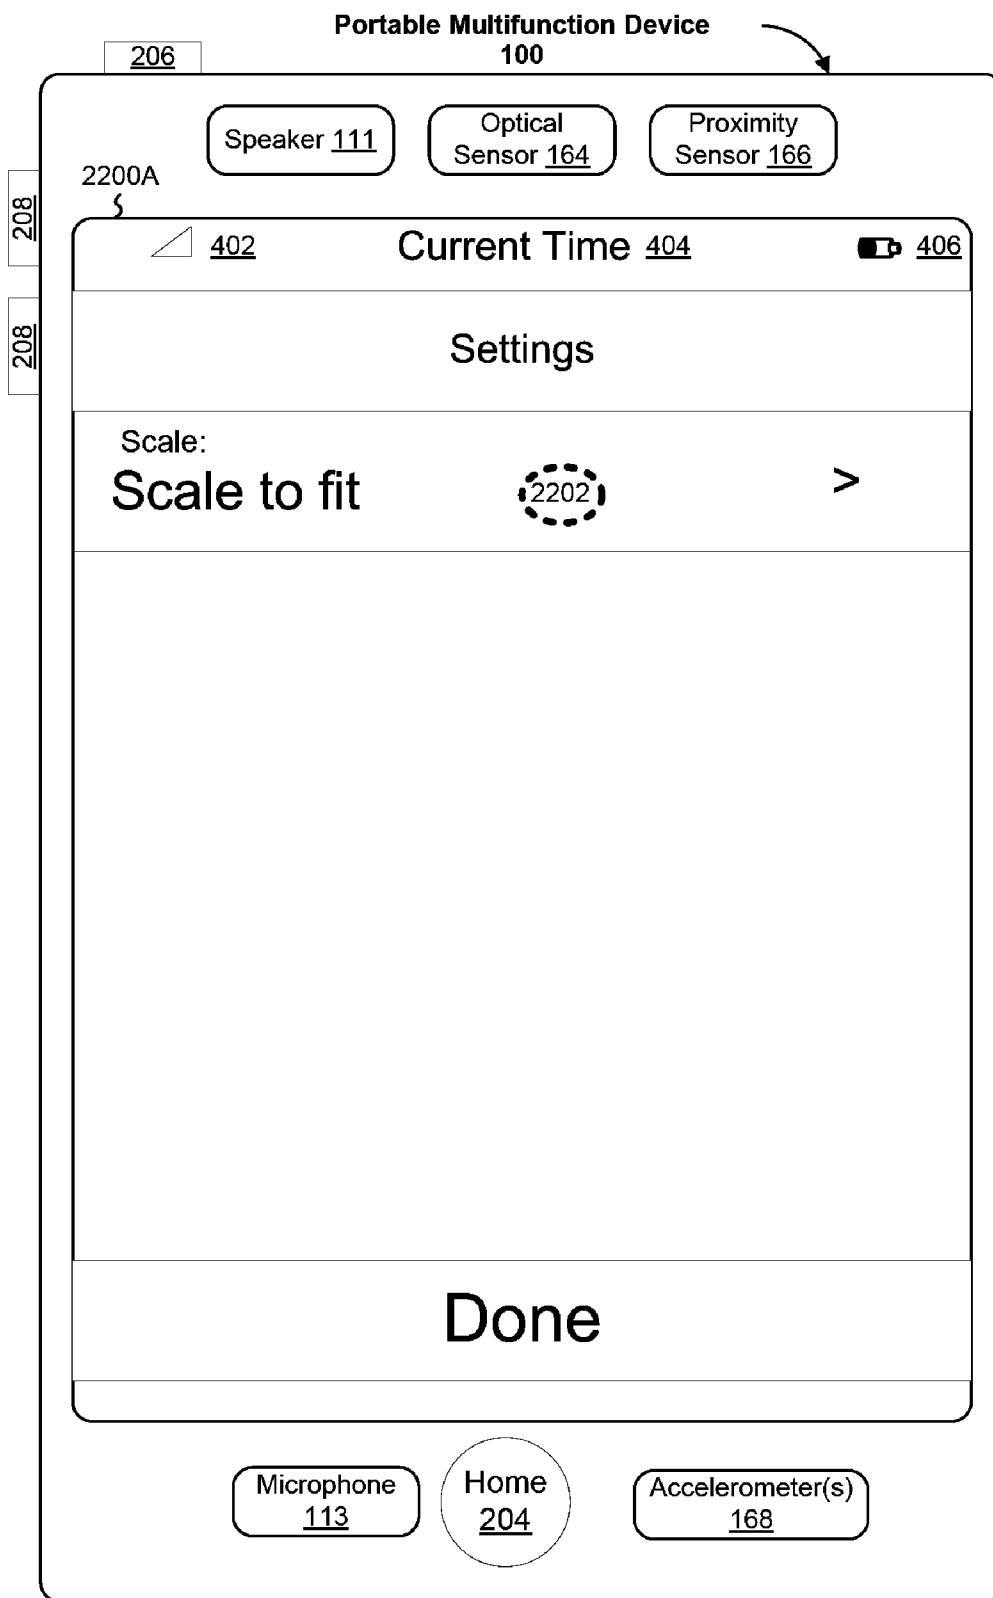 Portable Multifunction Device
100
206
Speaker 111
Optical
Sensor 164
Proximity
Sensor 166
2200A
208
402
Current Time 404
406
208
Settings
Scale:
Scale to fit
2202
>
Done
Microphone
113
Home
204
Accelerometer(s)
168